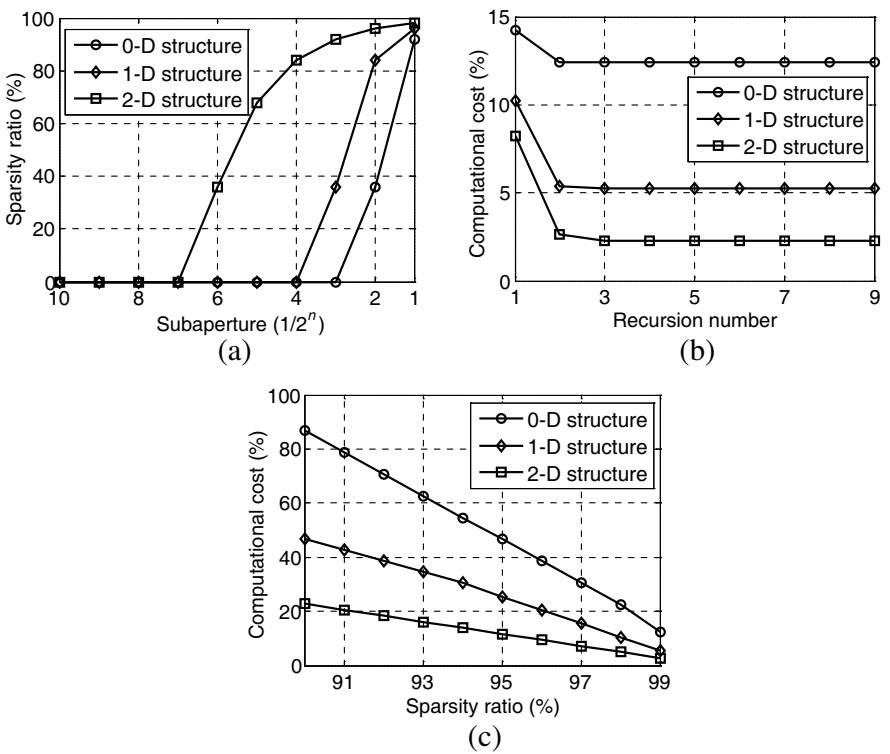 100
80
60
40
20
0
Sparsity ratio (%)
0-D structure
1-D structure
2-D structure
10 8 6 4 2 1
Subaperture (1/2ⁿ)
(a)
15
10
5
0
Computational cost (%)
0-D structure
1-D structure
2-D structure
1 3 5 7 9
Recursion number
(b)
100
80
60
40
20
0
Computational cost (%)
0-D structure
1-D structure
2-D structure
91 93 95 97 99
Sparsity ratio (%)
(c)